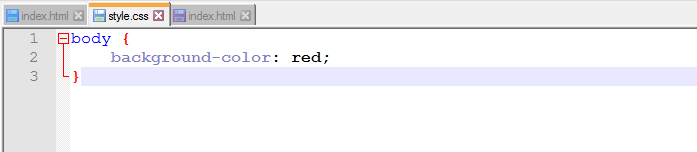 index.html style.css index.html
1 body {
2 background-color: red;
3 }